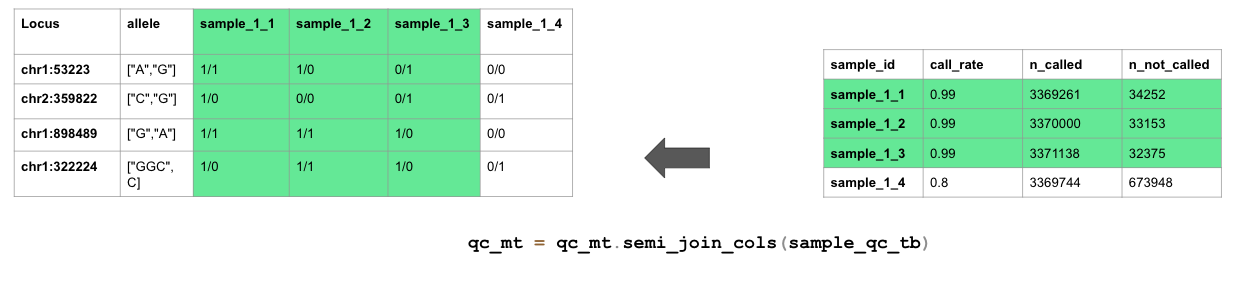 Locus allele sample_1_1 sample_1_2 sample_1_3 sample_1_4
chr1:53223 ["A","G"] 1/1 1/0 0/1 0/0
chr2:359822 ["C","G"] 1/0 0/0 0/1 0/1
chr1:898489 ["G","A"] 1/1 1/1 1/0 0/0
chr1:322224 ["GGC", 1/0 1/1 1/0 0/1
C]
sample_id call_rate n_called n_not_called
sample_1_1 0.99 3369261 34252
sample_1_2 0.99 3370000 33153
sample_1_3 0.99 3371138 32375
sample_1_4 0.8 3369744 673948
qc_mt = qc_mt.semi_join_cols(sample_qc_tb)